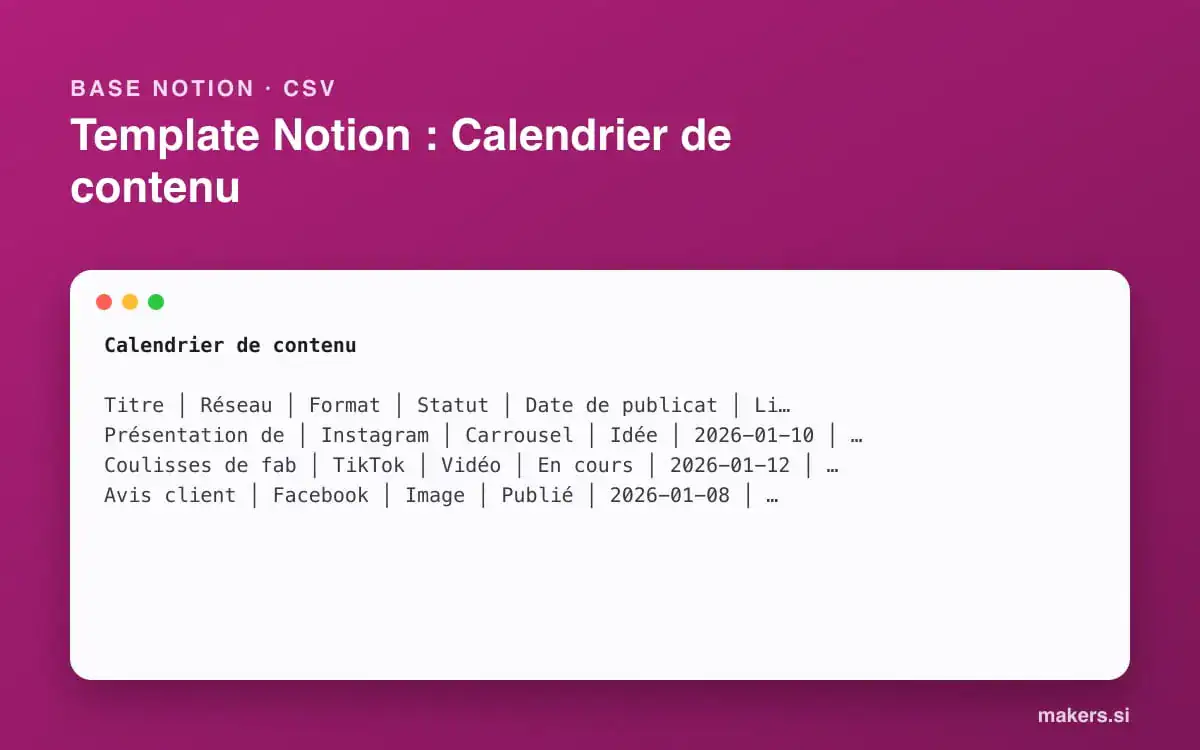 BASE NOTION · CSV
Template Notion : Calendrier de
contenu
Calendrier de contenu
Titre │ Réseau │ Format │ Statut │ Date de publicat │ Li…
Présentation de │ Instagram │ Carrousel │ Idée │ 2026-01-10 │ …
Coulisses de fab │ TikTok │ Vidéo │ En cours │ 2026-01-12 │ …
Avis client │ Facebook │ Image │ Publié │ 2026-01-08 │ …
makers.si